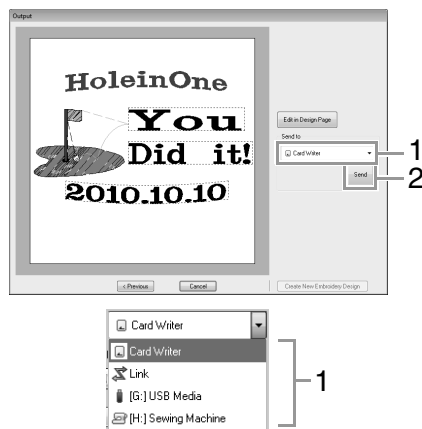 Output
HoleinOne
You
Did it!
2010.10.10
Edit in Design Page
Send to
Card Writer
1
Send
2
< Previous
Cancel
Create New Embroidery Design
Card Writer
Card Writer
Link
[G:] USB Media
[H:] Sewing Machine
1